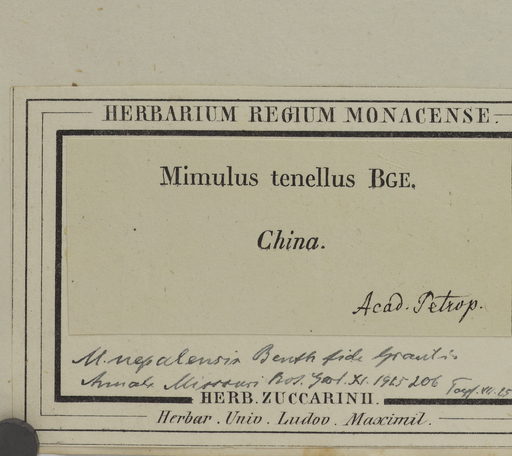 HERBARIUM REGIUM MONACENSE.
Mimulus tenellus BGE.
China.
Acad. Petrop.
M. nepalensis Benth fide Grant in
Annals Missouri Bot. Gard. XI. 1925 206
HERB. ZUCCARINII.
Herbar. Univ. Ludov. Maximil.